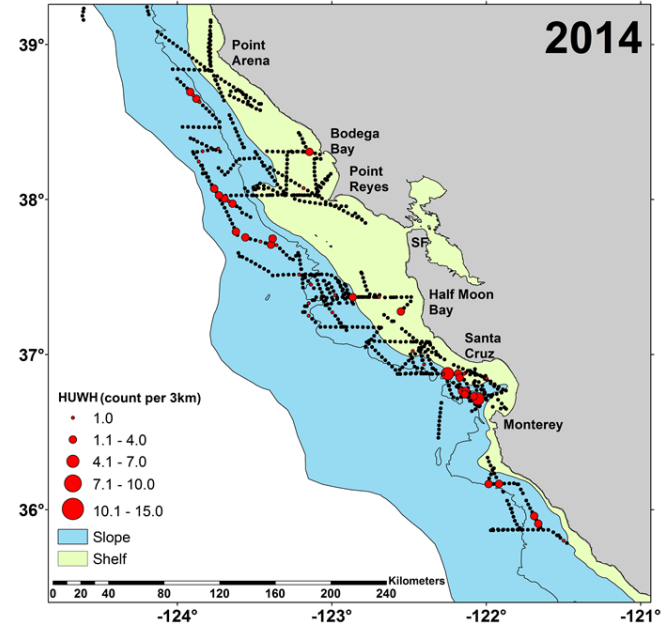 39°
38°
37°
36°
2014
Point
Arena
Bodega
Bay
Point
Reyes
SF
Half Moon
Bay
Santa
Cruz
Monterey
HUWH (count per 3km)
1.0
1.1 - 4.0
4.1 - 7.0
7.1 - 10.0
10.1 - 15.0
Slope
Shelf
Kilometers
0 20 40 60 80 120 160 200 240
-124° -123° -122° -121°